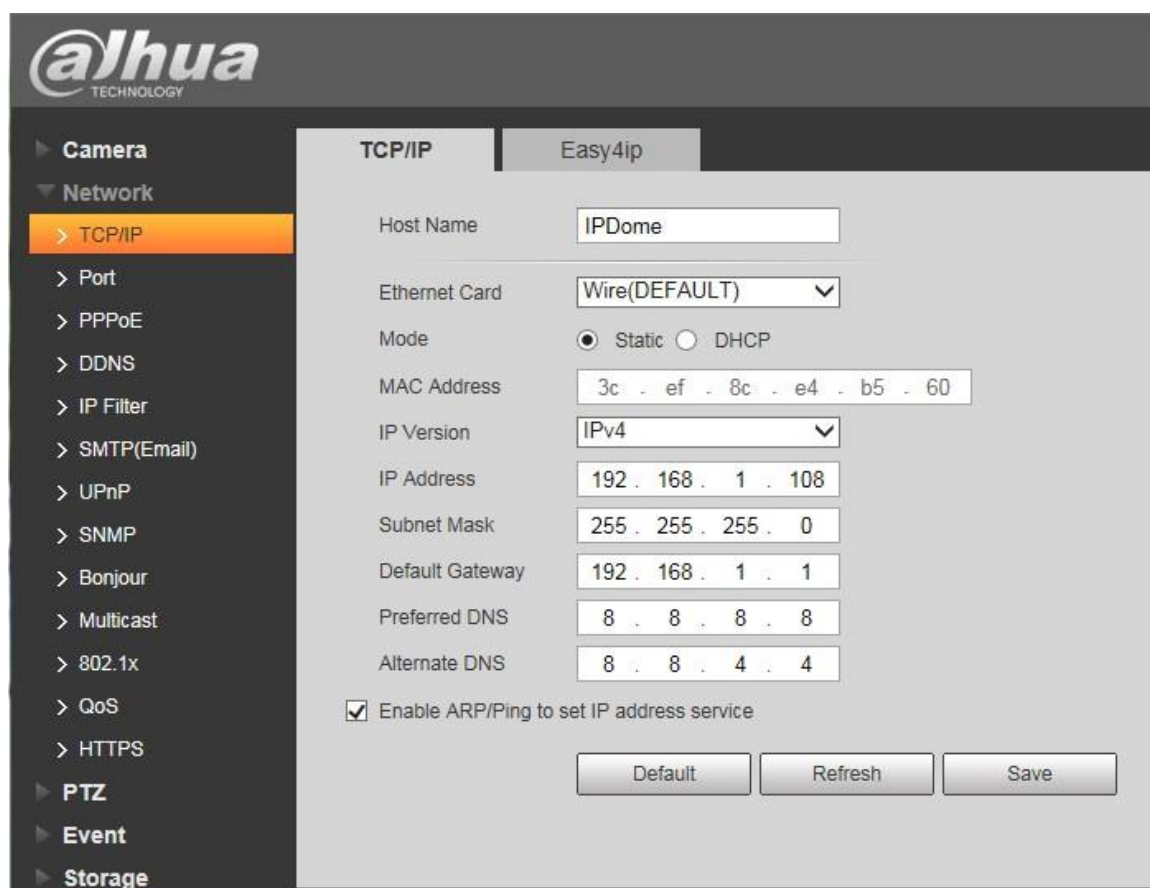 alhua
TECHNOLOGY
Camera
Network
TCP/IP
Port
PPPoE
DDNS
IP Filter
SMTP(Email)
UPnP
SNMP
Bonjour
Multicast
802.1x
QoS
HTTPS
PTZ
Event
Storage
TCP/IP Easy4ip
Host Name IPDome
Ethernet Card Wire(DEFAULT)
Mode Static DHCP
MAC Address 3c . ef . 8c . e4 . b5 . 60
IP Version IPv4
IP Address 192 . 168 . 1 . 108
Subnet Mask 255 . 255 . 255 . 0
Default Gateway 192 . 168 . 1 . 1
Preferred DNS 8 . 8 . 8 . 8
Alternate DNS 8 . 8 . 4 . 4
Enable ARP/Ping to set IP address service
Default Refresh Save